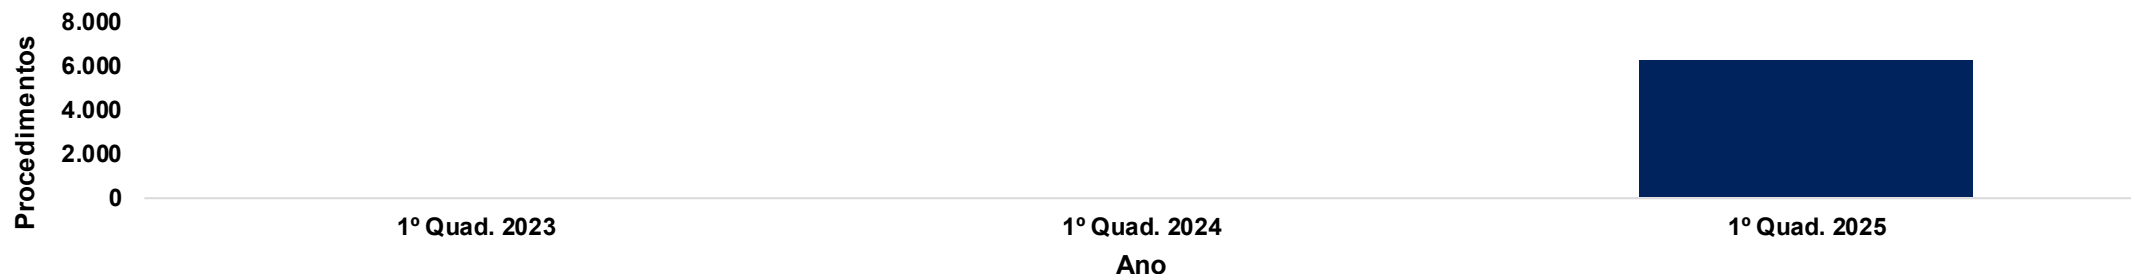 Procedimentos
8.000
6.000
4.000
2.000
0
1º Quad. 2023
1º Quad. 2024
1º Quad. 2025
Ano